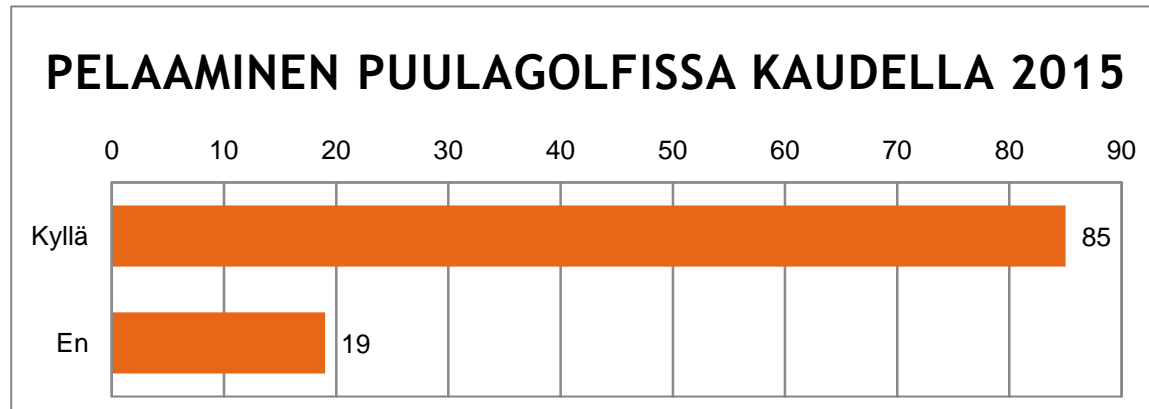 PELAAMINEN PUULAGOLFISSA KAUDELLA 2015
0 10 20 30 40 50 60 70 80 90
Kyllä 85
En 19